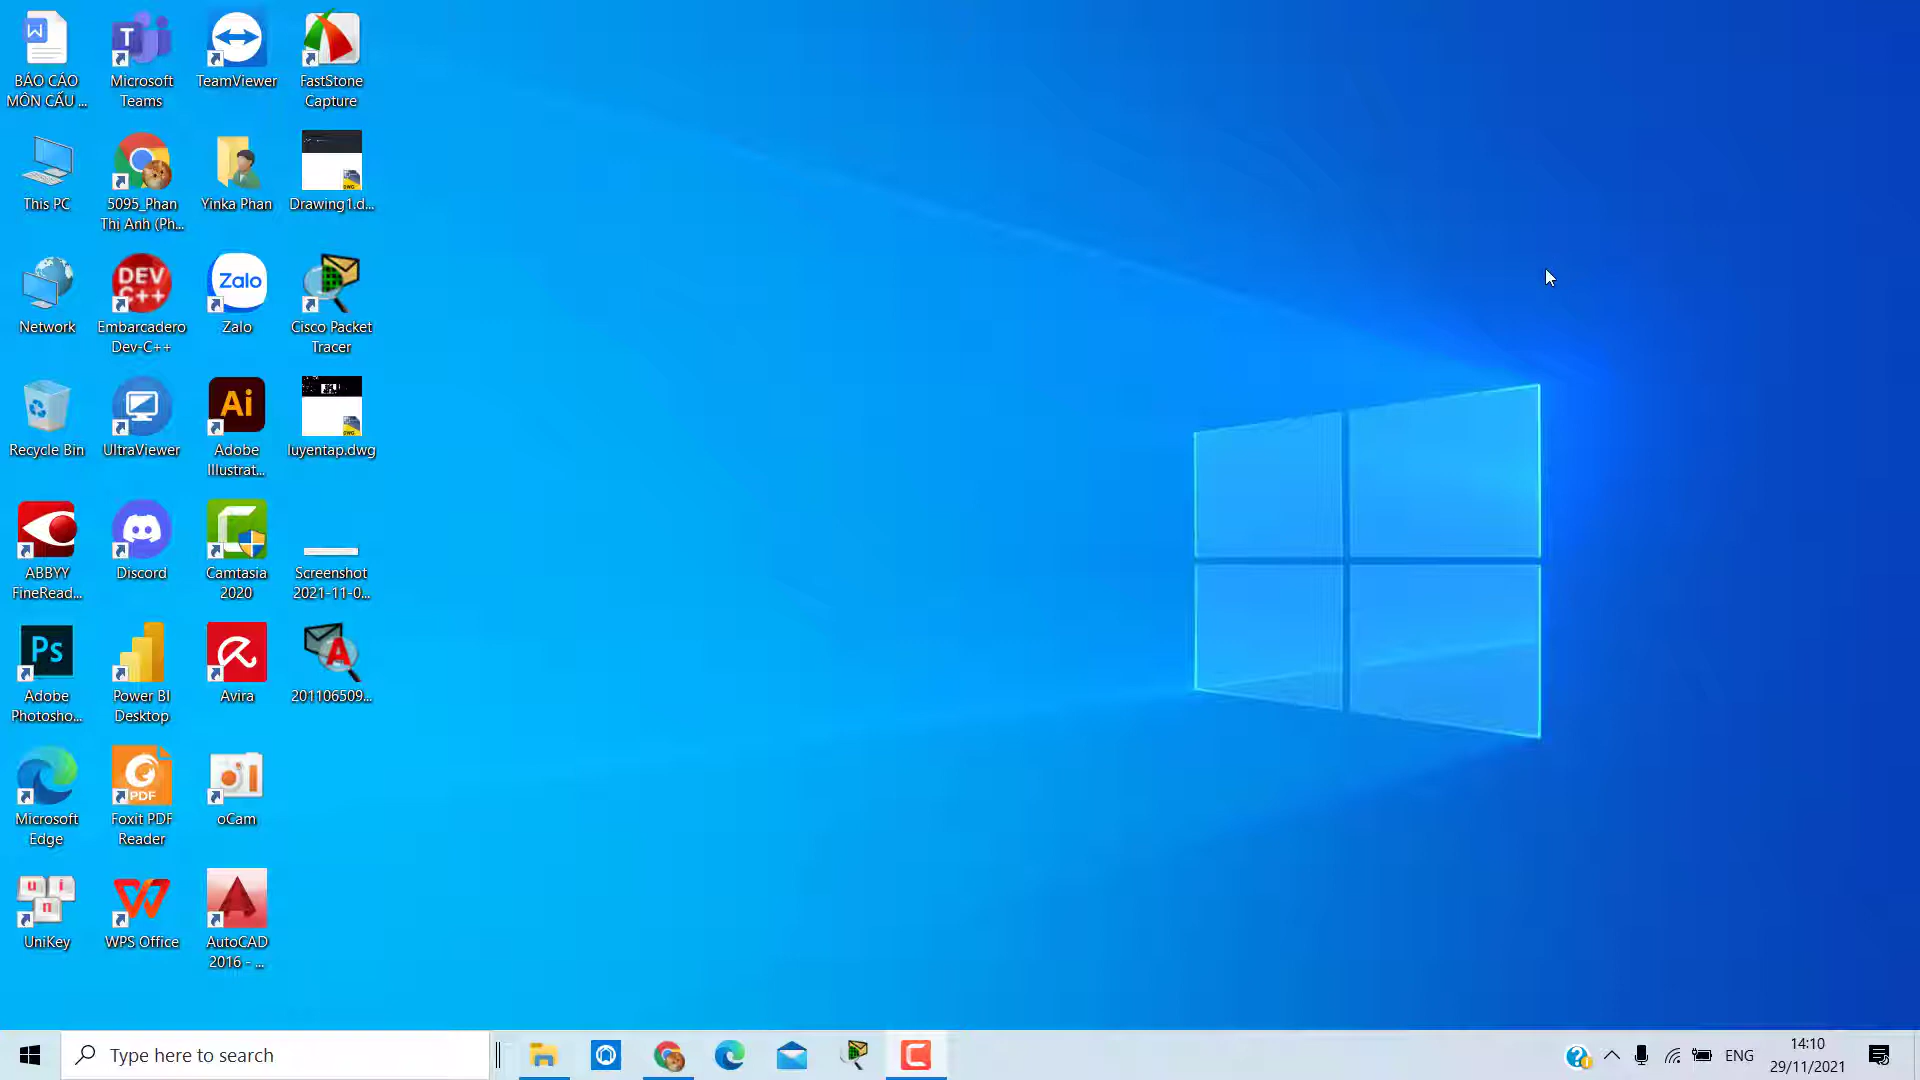 BÁO CÁO
MÔN CẤU ...
Microsoft
Teams
TeamViewer
FastStone
Capture
This PC
5095_Phan
Thị Anh (Ph...
Yinka Phan
Drawing1.d...
Network
DEV
C++
Embarcadero
Dev-C++
Zalo
Zalo
Cisco Packet
Tracer
Recycle Bin
UltraViewer
Ai
Adobe
Illustrat...
luyentap.dwg
ABBYY
FineRead...
Discord
Camtasia
2020
Screenshot
2021-11-0...
Ps
Adobe
Photosho...
Power BI
Desktop
Avira
201106509...
Microsoft
Edge
PDF
Foxit PDF
Reader
oCam
u i
n
UniKey
WPS Office
AutoCAD
2016 - ...
Type here to search
ENG
14:10
29/11/2021